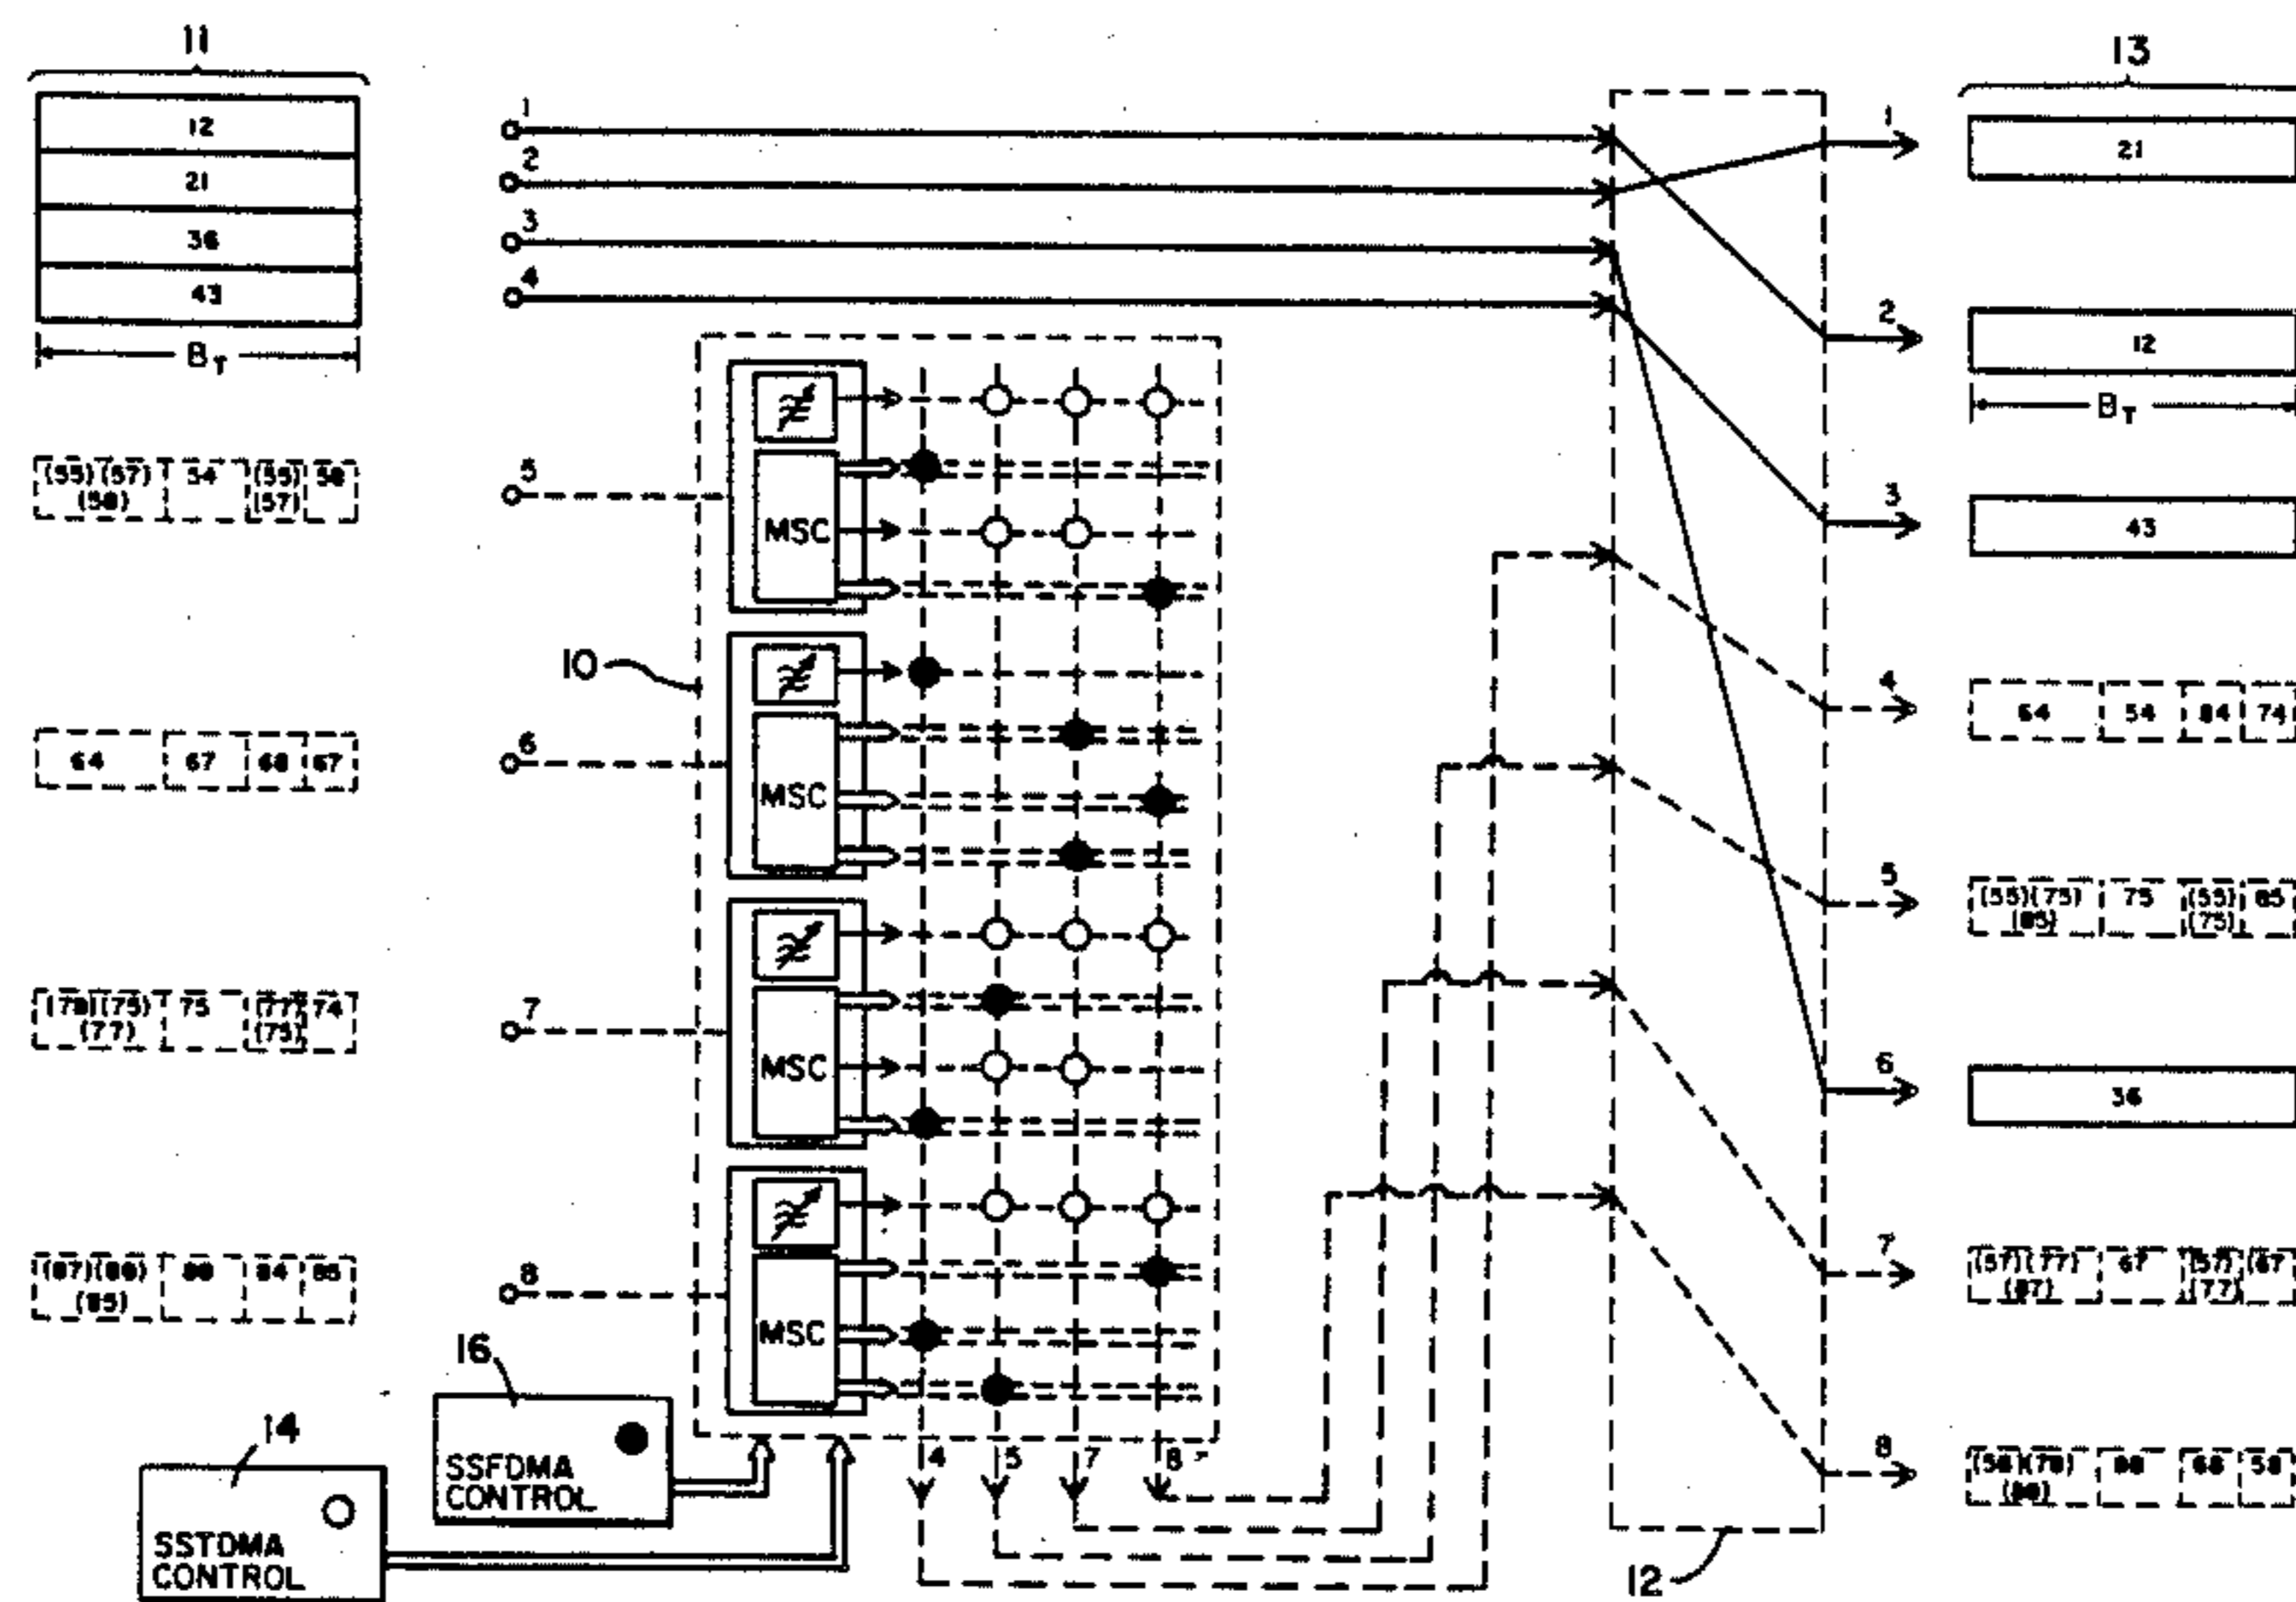 11
13
12
21
36
43
B_T
1
2
3
4
1
21
2
12
B_T
3
43
(55)(57) 54 (55) 58
(58) (57)
5
MSC
10
64 67 68 67
6
MSC
4
64 54 84 74
5
(55)(75) 75 (55) 85
(85) (75)
(78)(75) 75 (77) 74
(77) (75)
7
MSC
6
36
(87)(88) 88 84 85
(85)
8
MSC
7
(57)(77) 67 (57) 67
(87) (77)
16
SSFDMA
CONTROL
14
SSTDMA
CONTROL
4 5 7 8
8
(58)(78) 88 68 58
(88)
12